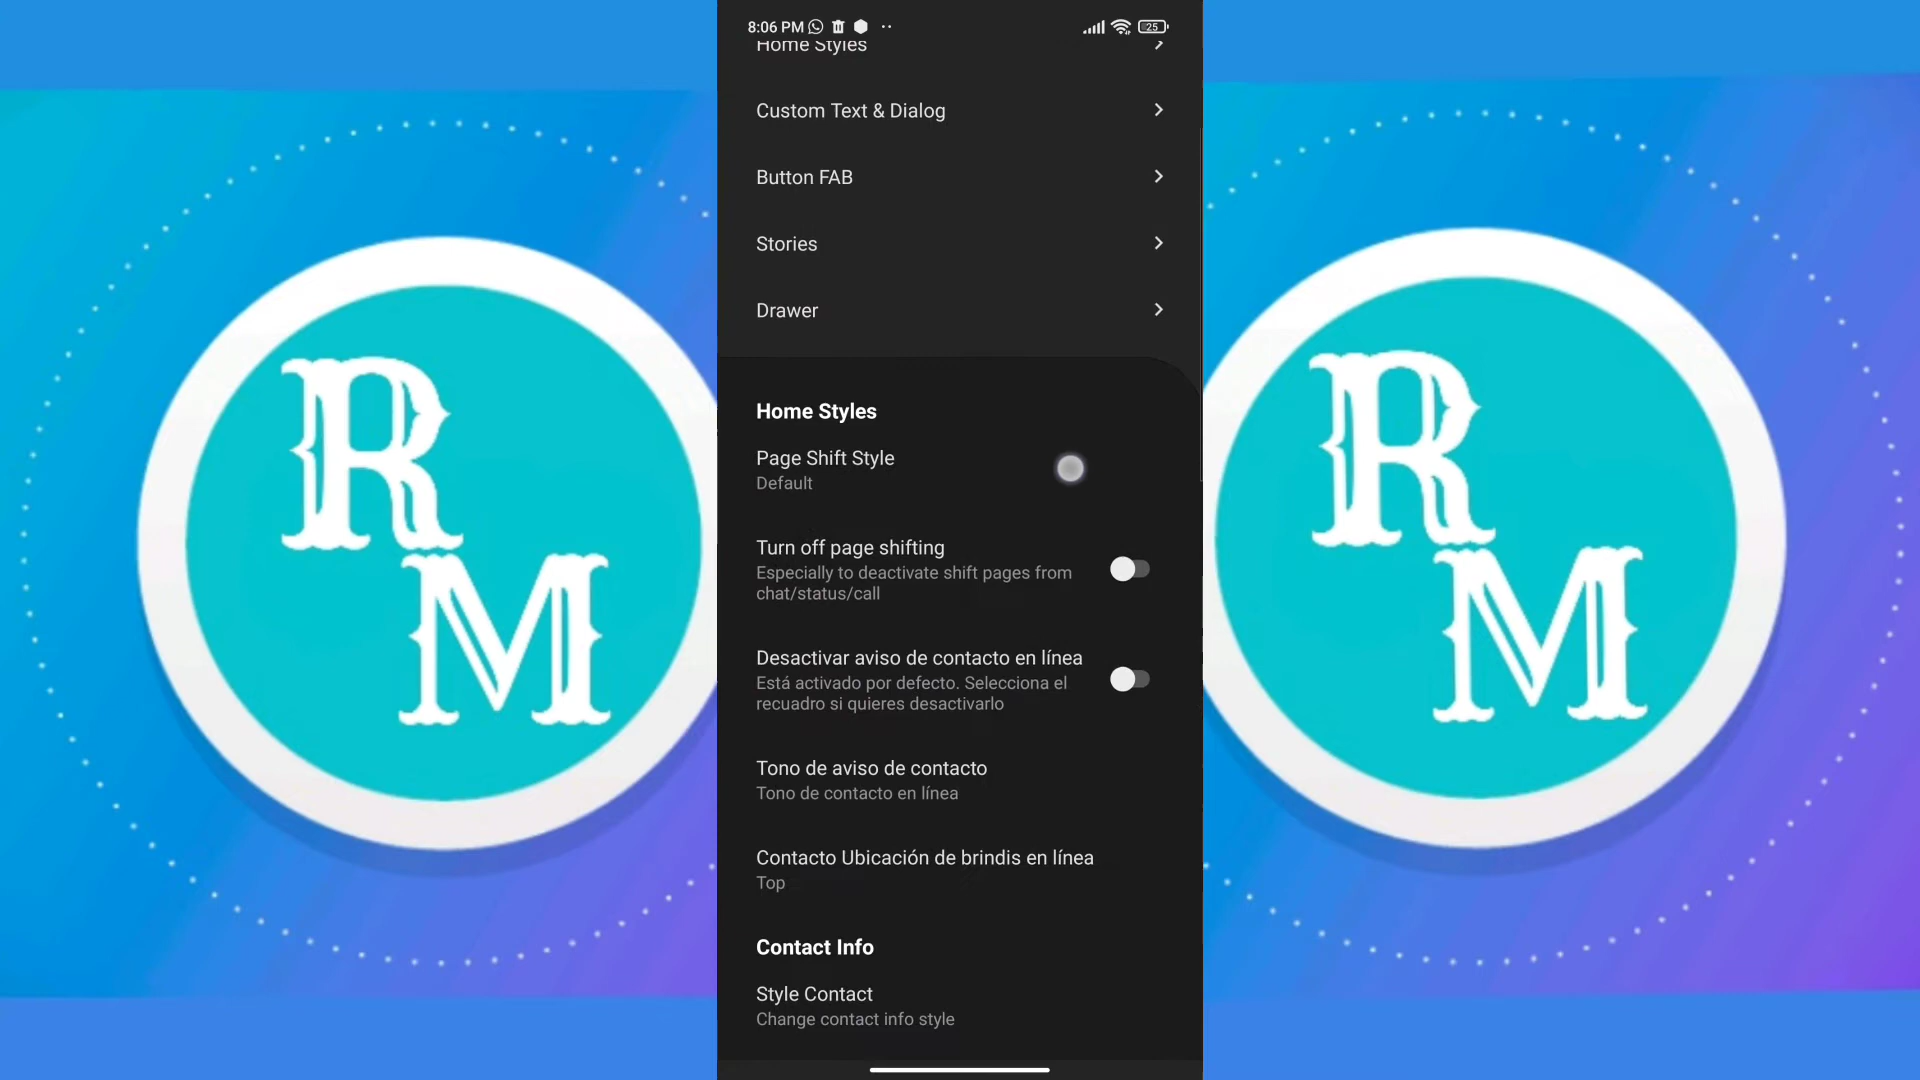 8:06 PM
25
Home Styles
Custom Text & Dialog
Button FAB
Stories
Drawer
Home Styles
Page Shift Style
Default
Turn off page shifting
Especially to deactivate shift pages from
chat/status/call
Desactivar aviso de contacto en línea
Está activado por defecto. Selecciona el
recuadro si quieres desactivarlo
Tono de aviso de contacto
Tono de contacto en línea
Contacto Ubicación de brindis en línea
Top
Contact Info
Style Contact
Change contact info style
R
M
R
M